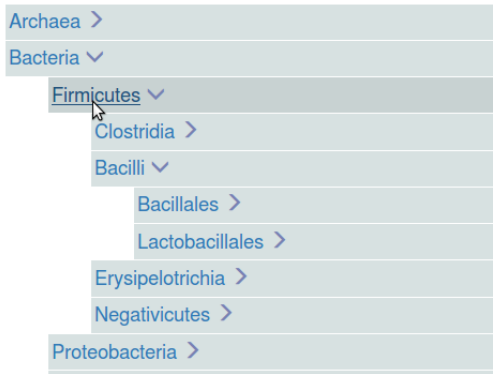 Archaea
Bacteria
Firmicutes
Clostridia
Bacilli
Bacillales
Lactobacillales
Erysipelotrichia
Negativicutes
Proteobacteria